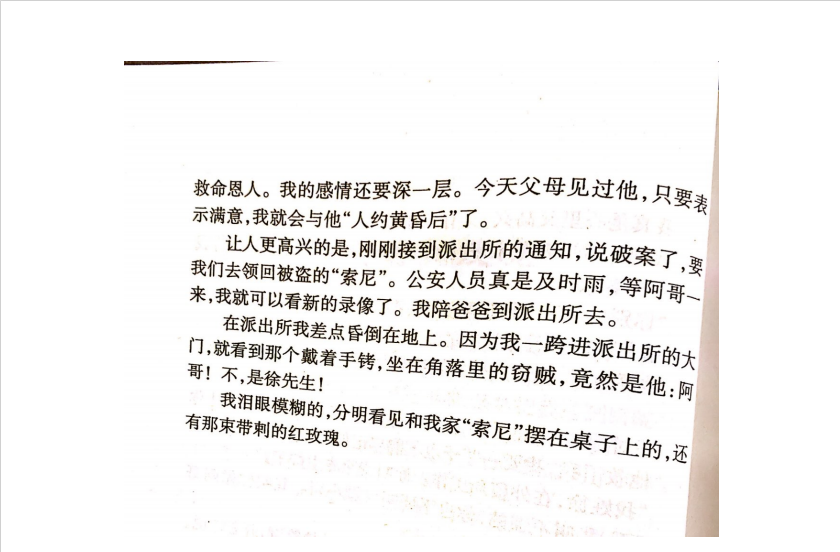 救命恩人。我的感情还要深一层。今天父母见过他，只要表
示满意，我就会与他“人约黄昏后”了。
让人更高兴的是，刚刚接到派出所的通知，说破案了，要
我们去领回被盗的“索尼”。公安人员真是及时雨，等阿哥一
来，我就可以看新的录像了。我陪爸爸到派出所去。
在派出所我差点昏倒在地上。因为我一跨进派出所的大
门，就看到那个戴着手铐，坐在角落里的窃贼，竟然是他：阿
哥！不，是徐先生！
我泪眼模糊的，分明看见和我家“索尼”摆在桌子上的，还
有那束带刺的红玫瑰。